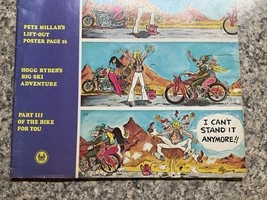 PETE MILLAR'S
LIFT-OUT
POSTER PAGE 16
HOGG RYDER'S
BIG SKI
ADVENTURE
PART III
OF THE BIKE
FOR YOU
I CAN'T
STAND IT
ANYMORE!!